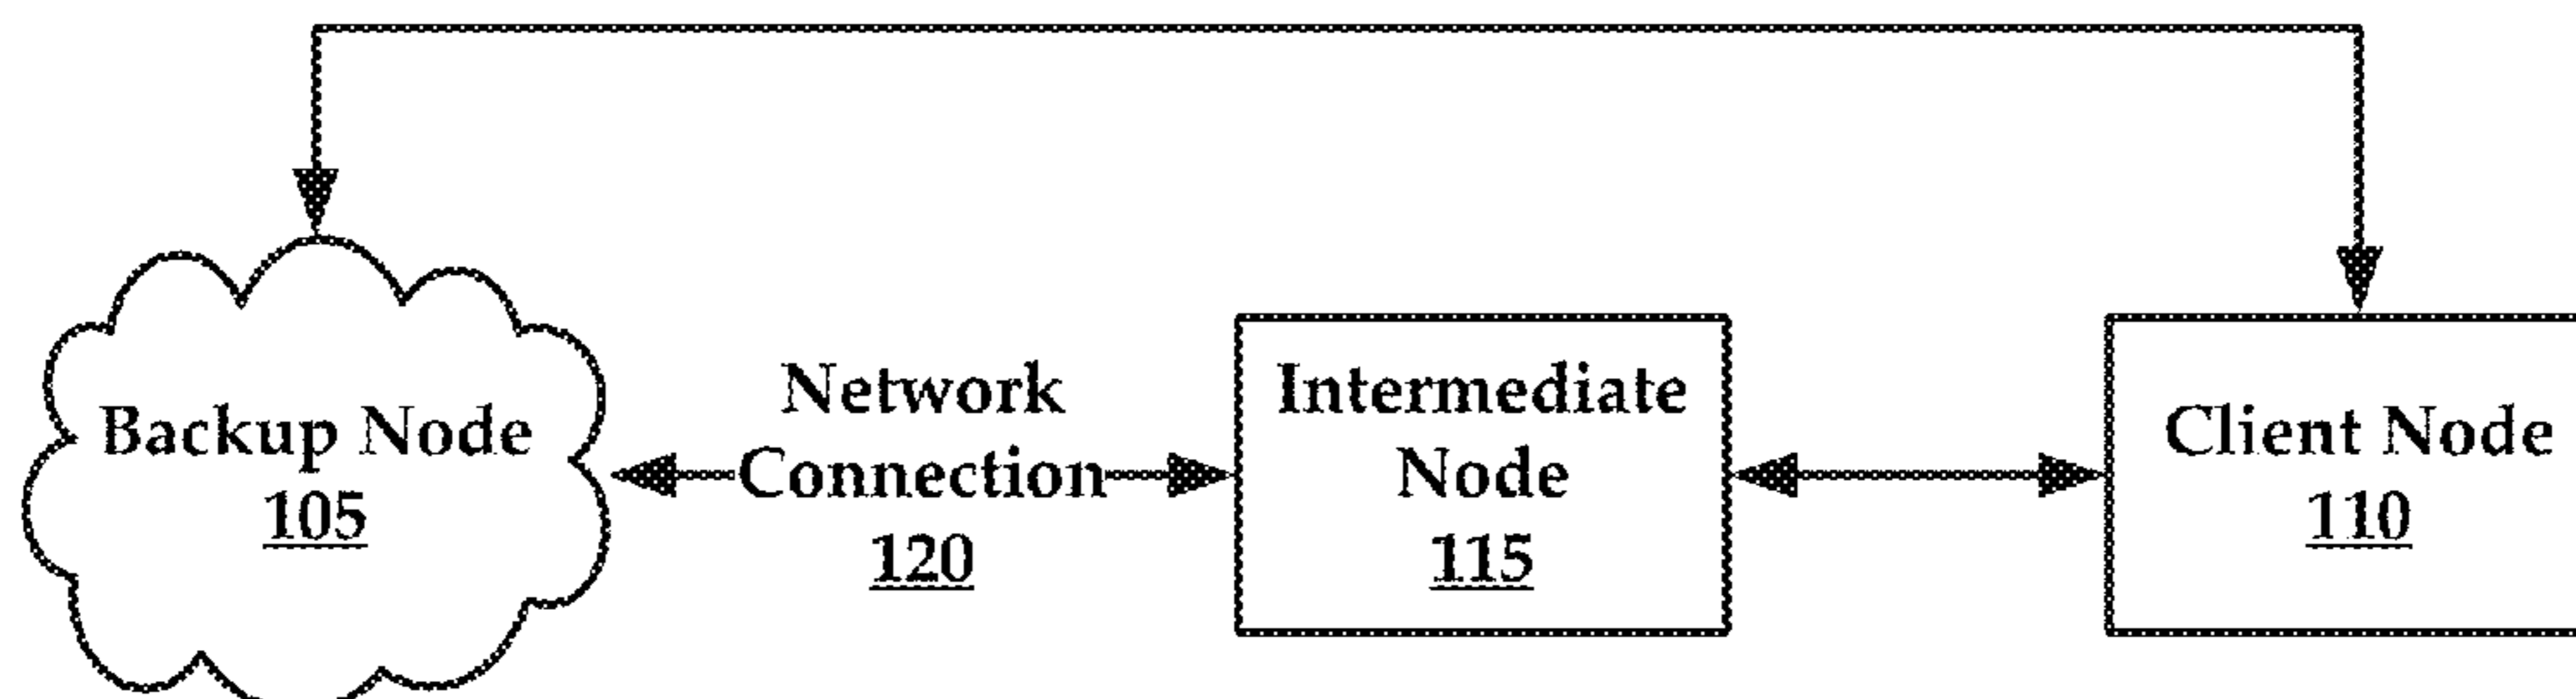 Backup Node
105
Network
Connection
120
Intermediate
Node
115
Client Node
110